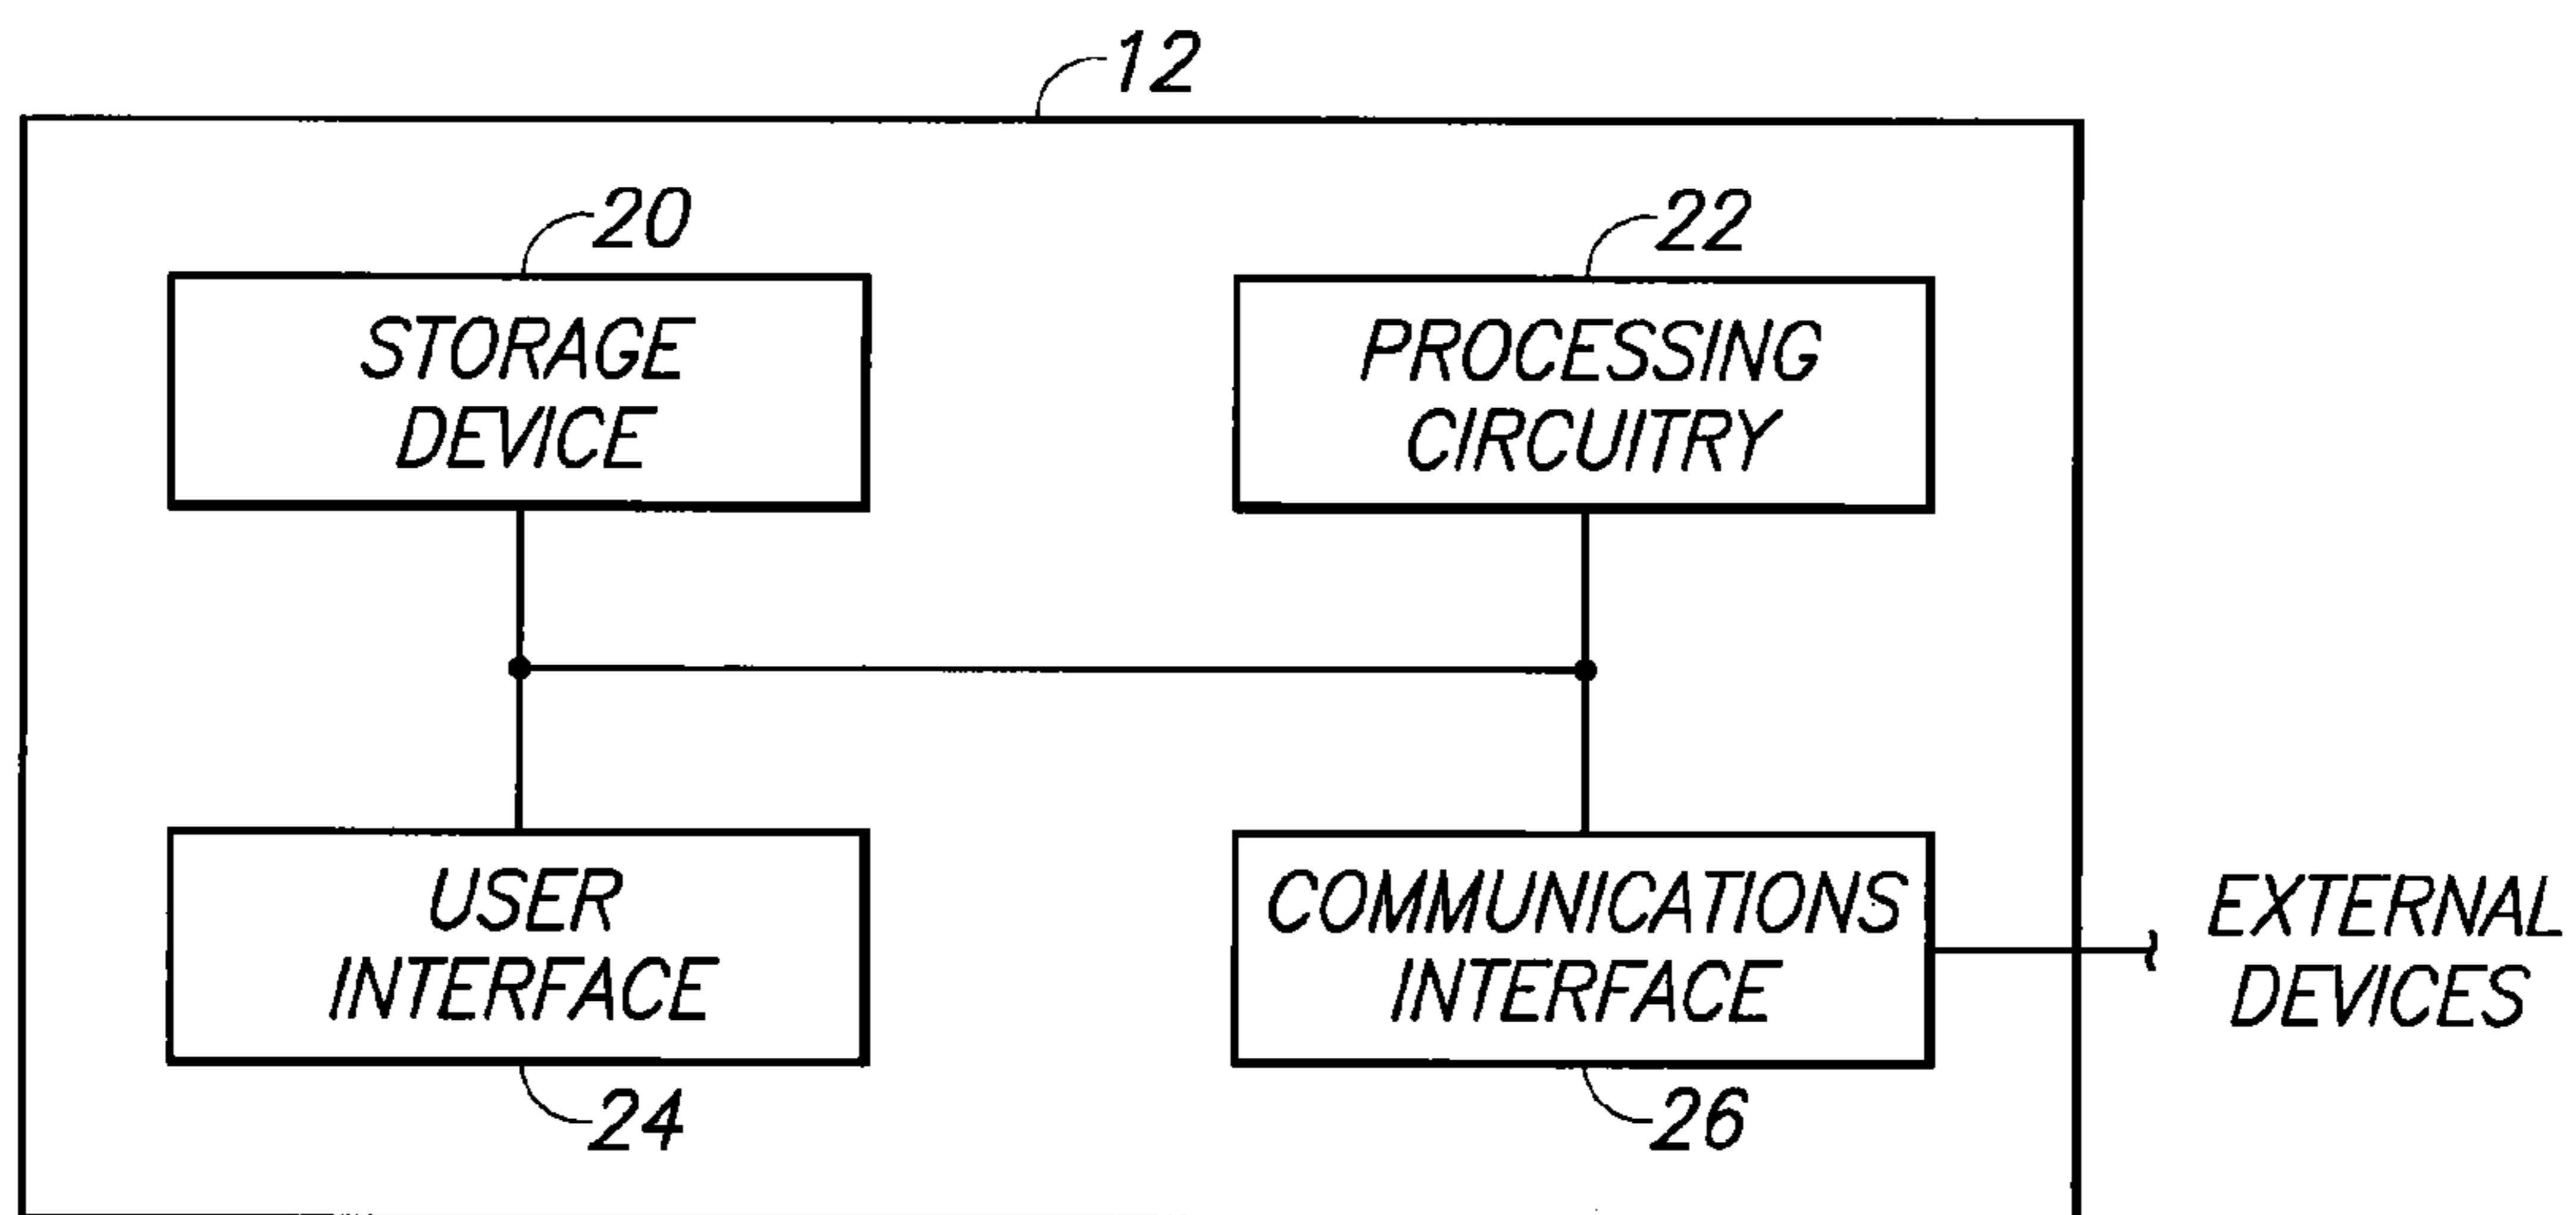 12
20
22
STORAGE
DEVICE
PROCESSING
CIRCUITRY
USER
INTERFACE
COMMUNICATIONS
INTERFACE
EXTERNAL
DEVICES
24
26